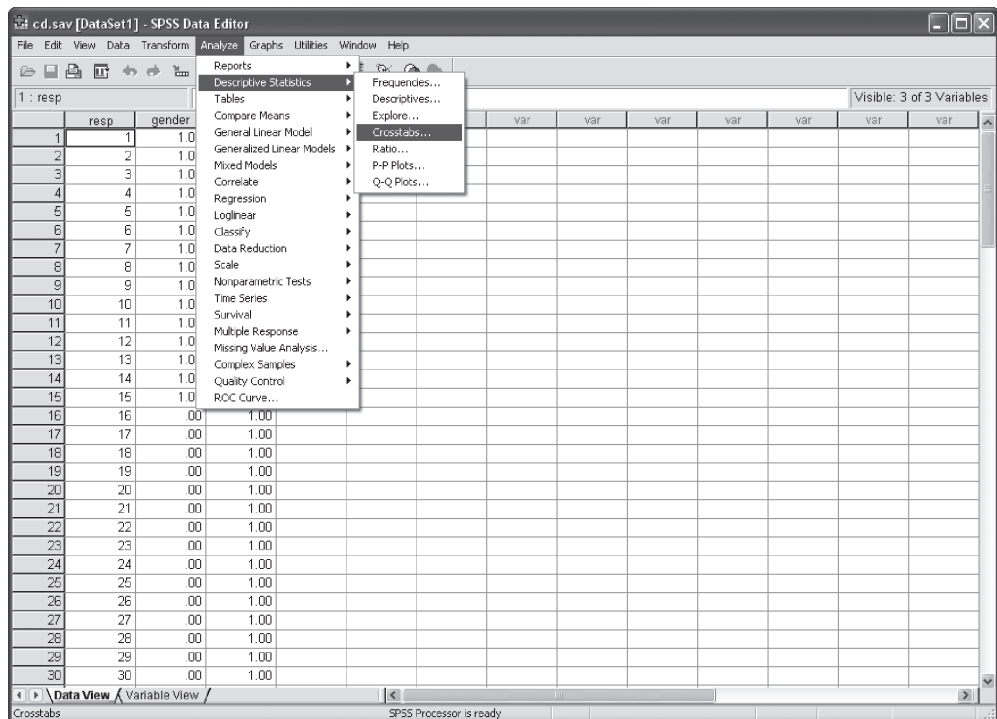 cd.sav [DataSet1] - SPSS Data Editor
File Edit View Data Transform Analyze Graphs Utilities Window Help
1 : resp
Visible: 3 of 3 Variables
Reports
Descriptive Statistics
Tables
Compare Means
General Linear Model
Generalized Linear Models
Mixed Models
Correlate
Regression
Loglinear
Classify
Data Reduction
Scale
Nonparametric Tests
Time Series
Survival
Multiple Response
Missing Value Analysis...
Complex Samples
Quality Control
ROC Curve...
Frequencies...
Descriptives...
Explore...
Crosstabs...
Ratio...
P-P Plots...
Q-Q Plots...
resp gender var var var var var var var
1 1 1.0
2 2 1.0
3 3 1.0
4 4 1.0
5 5 1.0
6 6 1.0
7 7 1.0
8 8 1.0
9 9 1.0
10 10 1.0
11 11 1.0
12 12 1.0
13 13 1.0
14 14 1.0
15 15 1.0
16 16 .00 1.00
17 17 .00 1.00
18 18 .00 1.00
19 19 .00 1.00
20 20 .00 1.00
21 21 .00 1.00
22 22 .00 1.00
23 23 .00 1.00
24 24 .00 1.00
25 25 .00 1.00
26 26 .00 1.00
27 27 .00 1.00
28 28 .00 1.00
29 29 .00 1.00
30 30 .00 1.00
Data View Variable View
Crosstabs SPSS Processor is ready